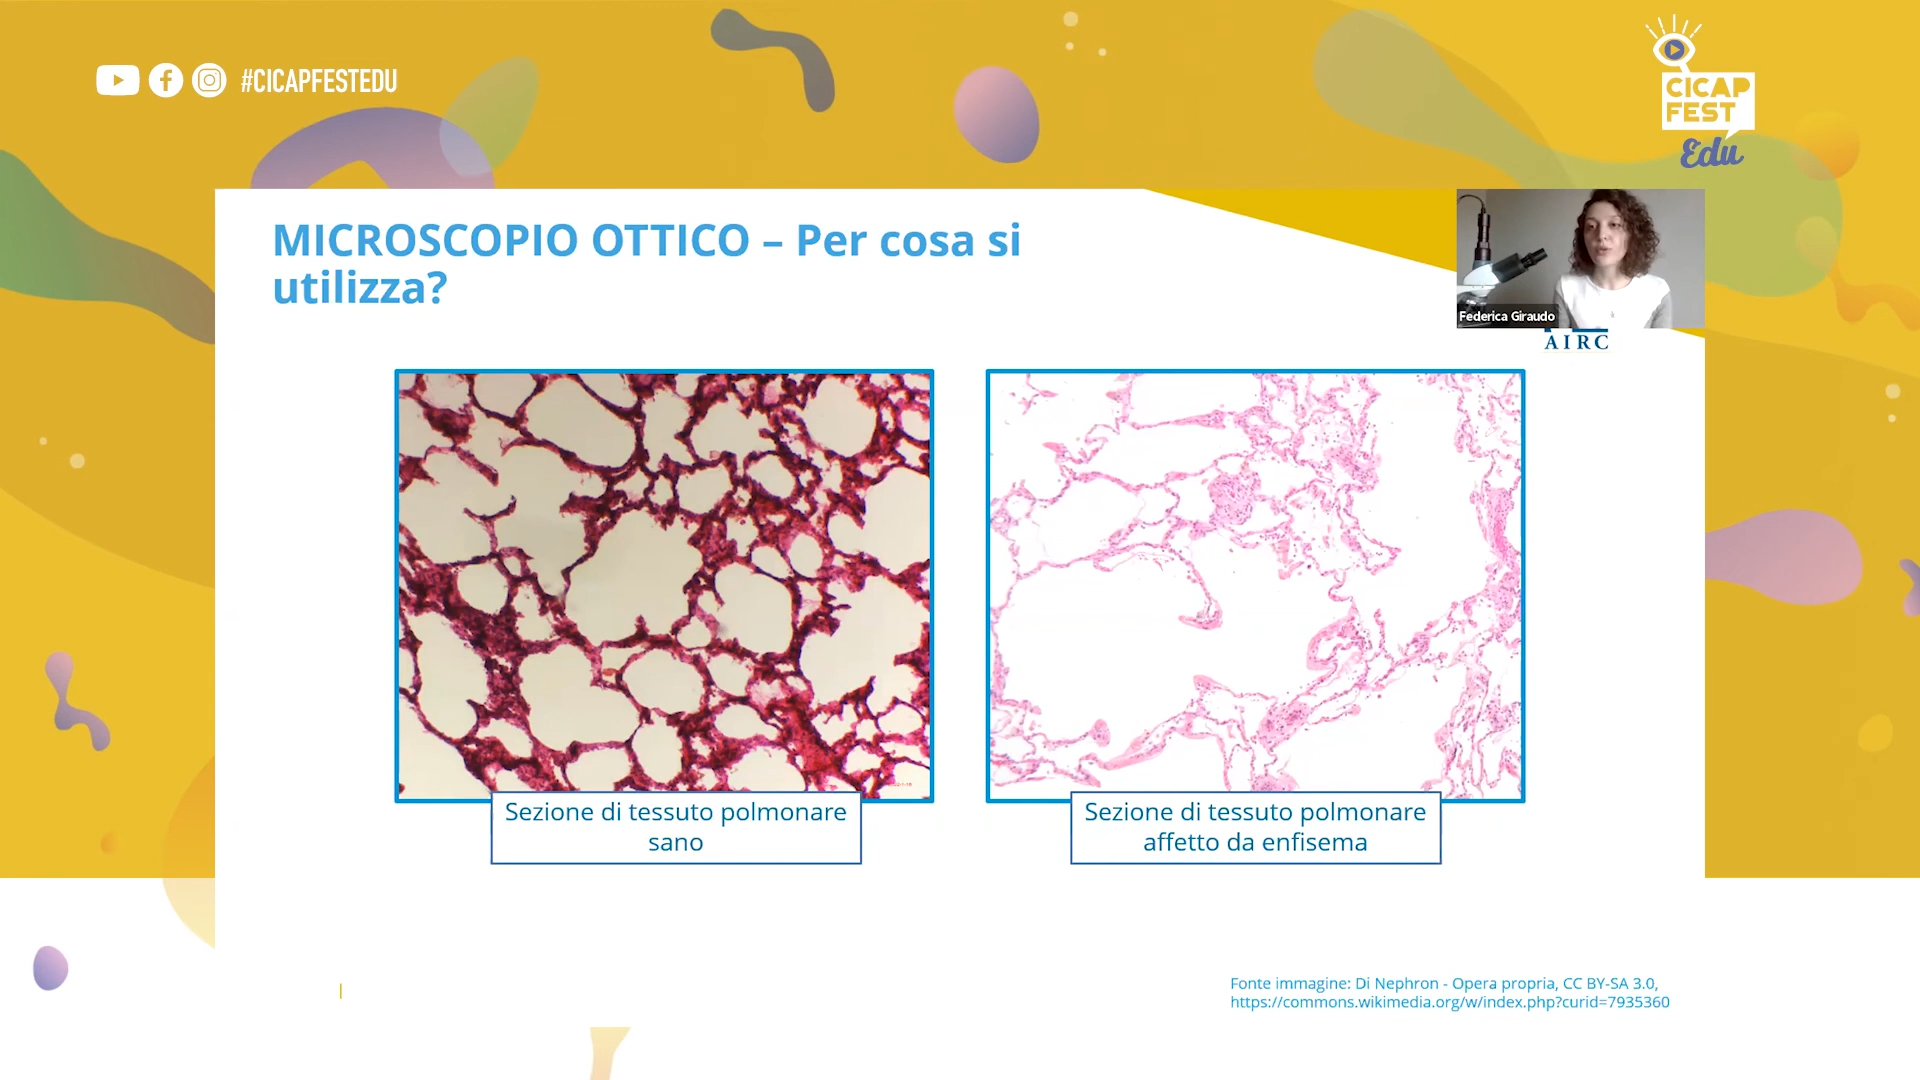 #CICAPFESTEDU
CICAP
FEST
Edu
MICROSCOPIO OTTICO – Per cosa si
utilizza?
Federica Giraudo
AIRC
Sezione di tessuto polmonare
sano
Sezione di tessuto polmonare
affetto da enfisema
Fonte immagine: Di Nephron - Opera propria, CC BY-SA 3.0,
https://commons.wikimedia.org/w/index.php?curid=7935360